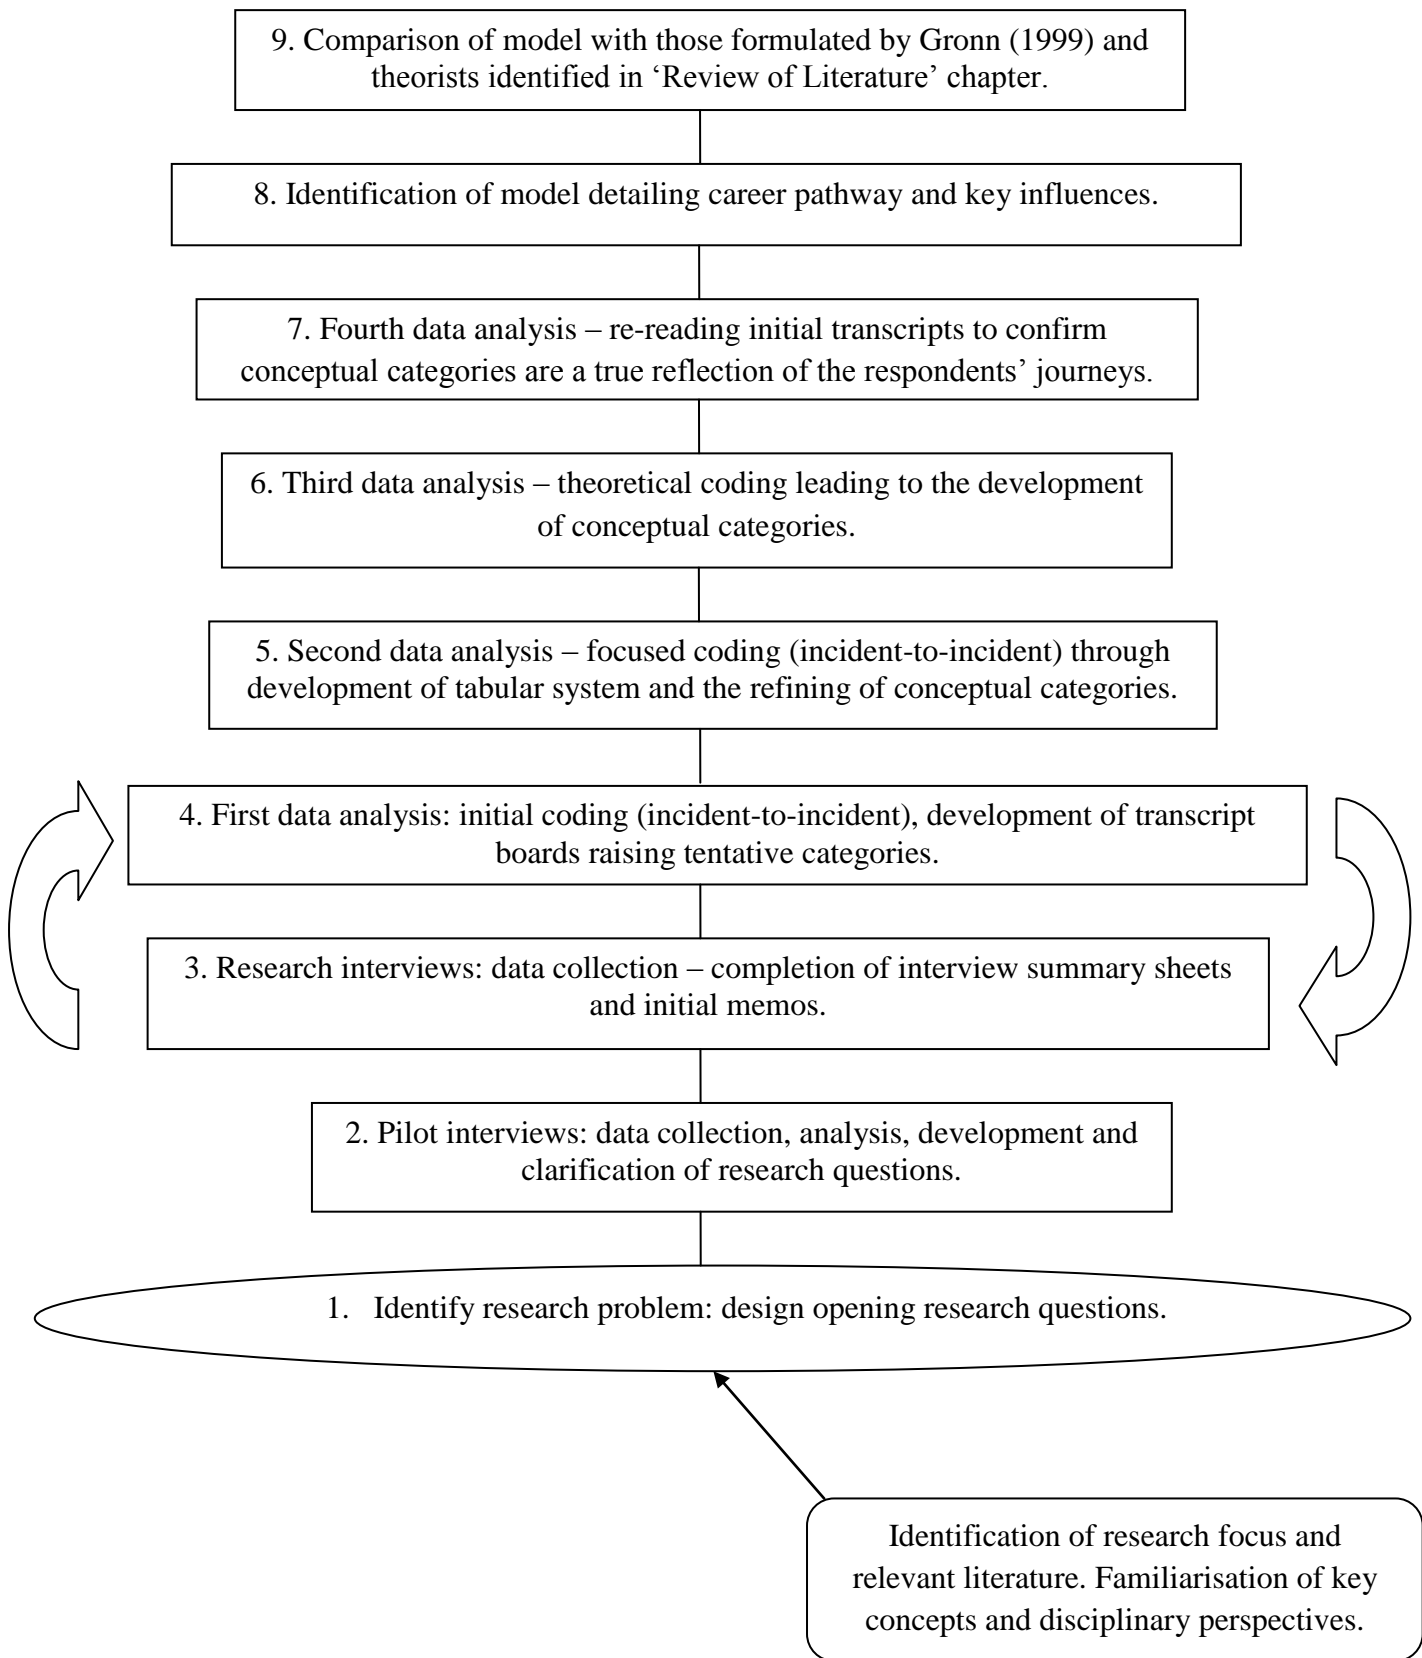 9. Comparison of model with those formulated by Gronn (1999) and
theorists identified in ‘Review of Literature’ chapter.
8. Identification of model detailing career pathway and key influences.
7. Fourth data analysis – re-reading initial transcripts to confirm
conceptual categories are a true reflection of the respondents’ journeys.
6. Third data analysis – theoretical coding leading to the development
of conceptual categories.
5. Second data analysis – focused coding (incident-to-incident) through
development of tabular system and the refining of conceptual categories.
4. First data analysis: initial coding (incident-to-incident), development of transcript
boards raising tentative categories.
3. Research interviews: data collection – completion of interview summary sheets
and initial memos.
2. Pilot interviews: data collection, analysis, development and
clarification of research questions.
1. Identify research problem: design opening research questions.
Identification of research focus and
relevant literature. Familiarisation of key
concepts and disciplinary perspectives.